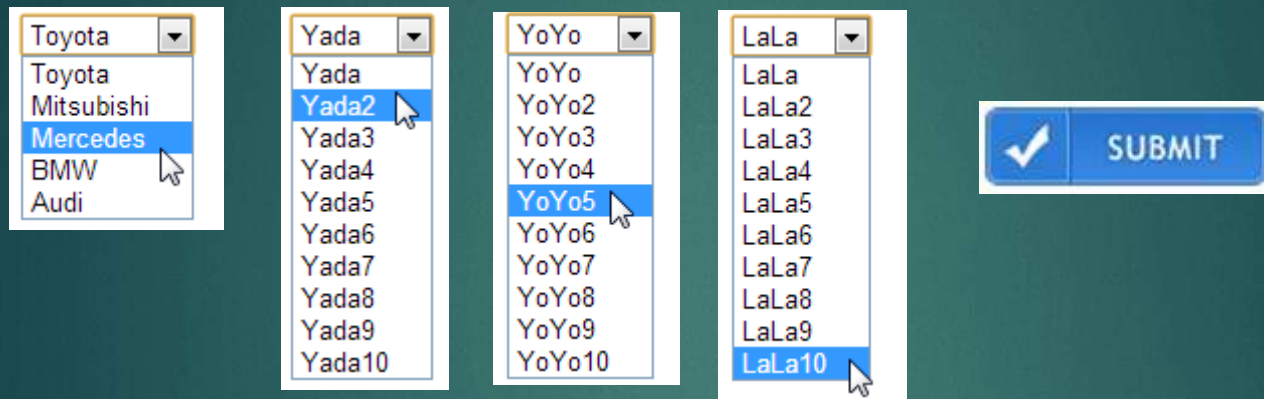 Toyota
Toyota
Mitsubishi
Mercedes
BMW
Audi
Yada
Yada
Yada2
Yada3
Yada4
Yada5
Yada6
Yada7
Yada8
Yada9
Yada10
YoYo
YoYo
YoYo2
YoYo3
YoYo4
YoYo5
YoYo6
YoYo7
YoYo8
YoYo9
YoYo10
LaLa
LaLa
LaLa2
LaLa3
LaLa4
LaLa5
LaLa6
LaLa7
LaLa8
LaLa9
LaLa10
SUBMIT